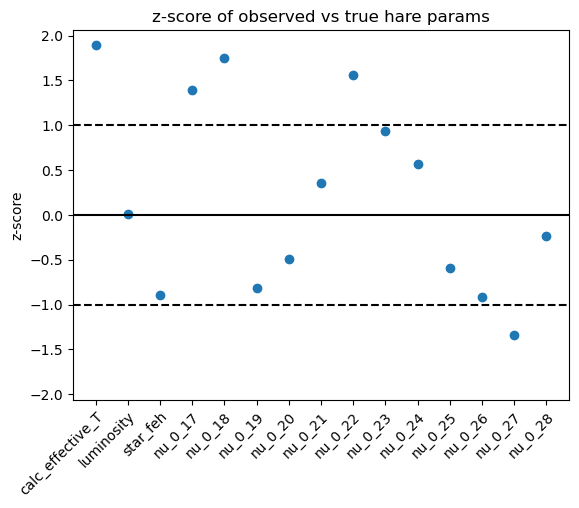 z-score of observed vs true hare params
z-score
2.0
1.5
1.0
0.5
0.0
−0.5
−1.0
−1.5
−2.0
calc_effective_T
luminosity
star_feh
nu_0_17
nu_0_18
nu_0_19
nu_0_20
nu_0_21
nu_0_22
nu_0_23
nu_0_24
nu_0_25
nu_0_26
nu_0_27
nu_0_28